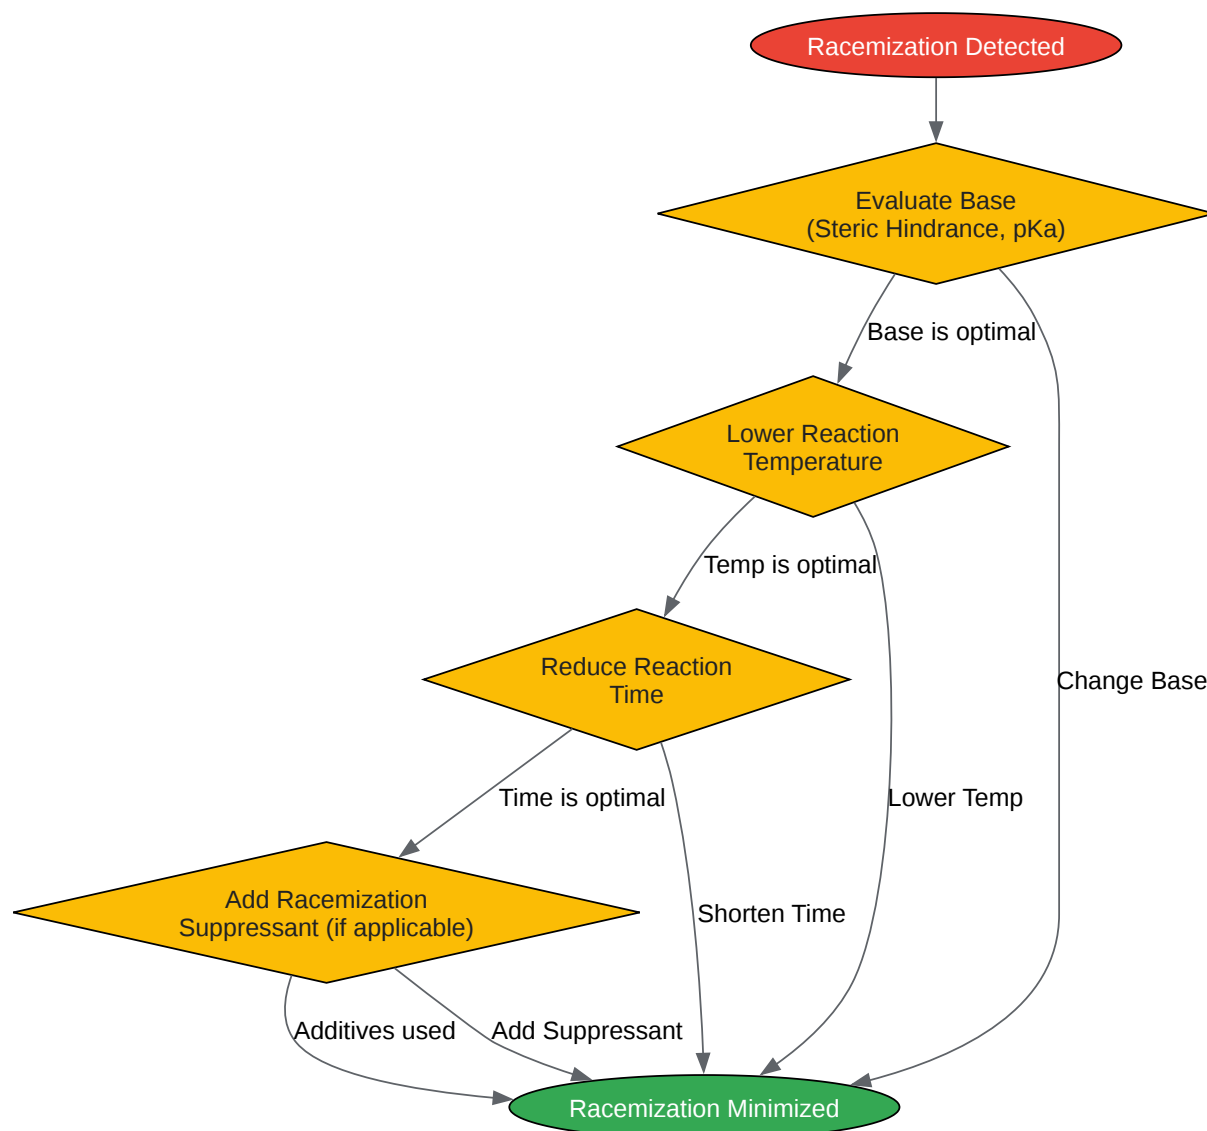 Racemization Detected
Evaluate Base
(Steric Hindrance, pKa)
Base is optimal
Lower Reaction
Temperature
Temp is optimal
Reduce Reaction
Time
Change Base
Time is optimal
Lower Temp
Add Racemization
Suppressant (if applicable)
Shorten Time
Additives used
Add Suppressant
Racemization Minimized